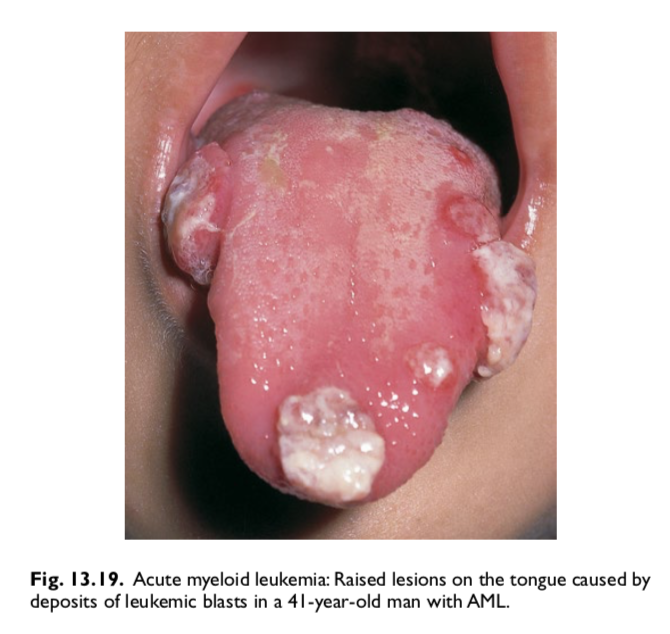 Fig. 13.19. Acute myeloid leukemia: Raised lesions on the tongue caused by
deposits of leukemic blasts in a 41-year-old man with AML.